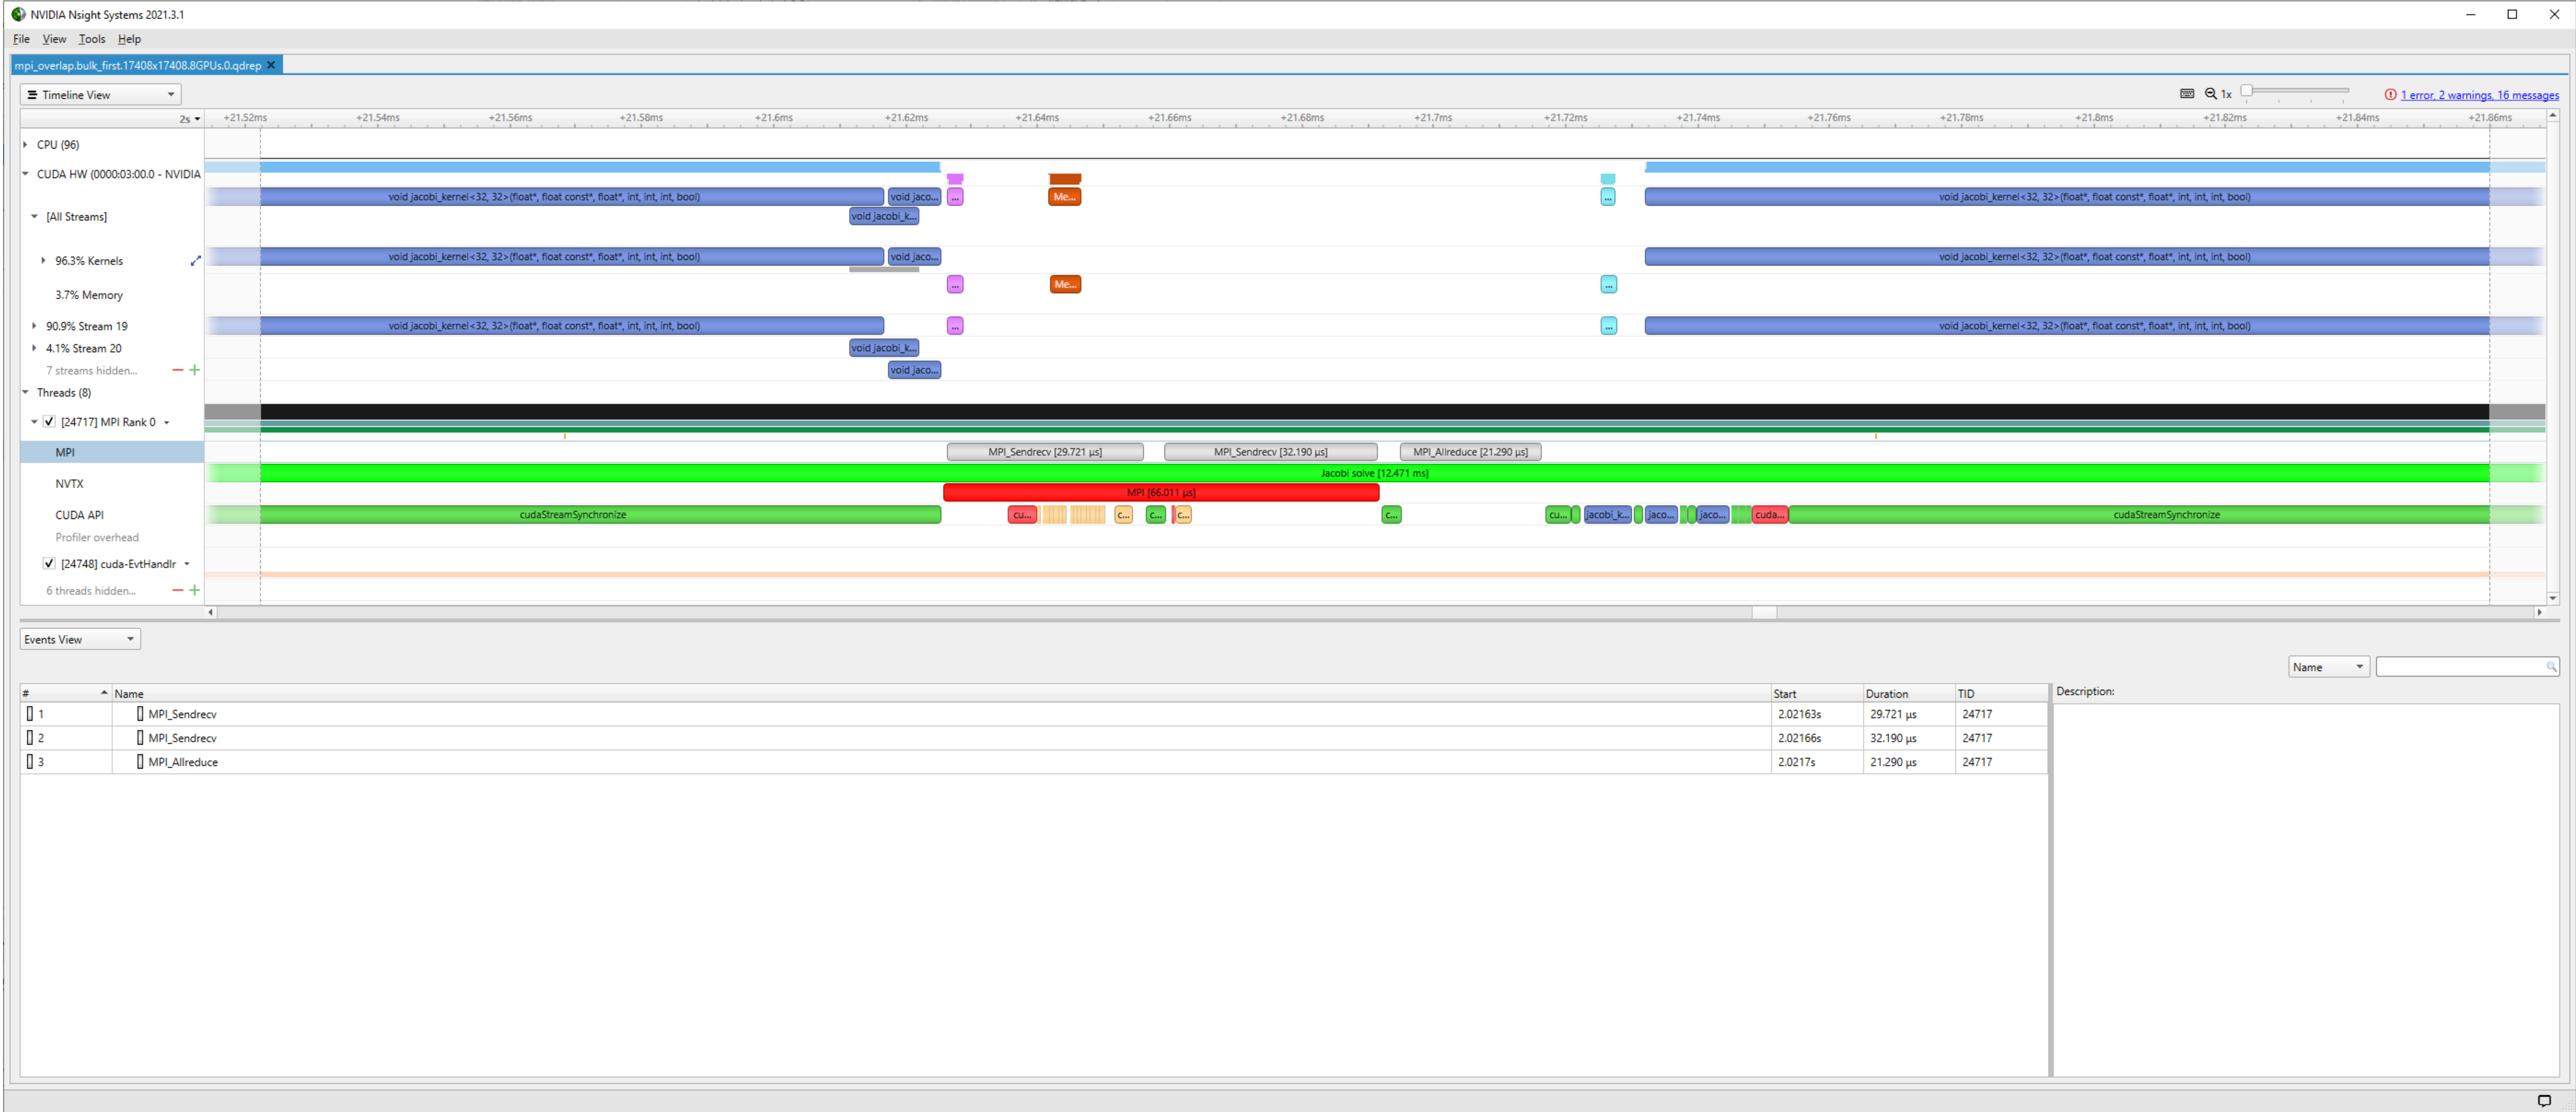 NVIDIA Nsight Systems 2021.3.1
File View Tools Help
mpi_overlap.bulk_first.17408x17408.8GPUs.0.qdrep
Timeline View
1x
1 error, 2 warnings, 16 messages
2s +21.52ms +21.54ms +21.56ms +21.58ms +21.6ms +21.62ms +21.64ms +21.66ms +21.68ms +21.7ms +21.72ms +21.74ms +21.76ms +21.78ms +21.8ms +21.82ms +21.84ms +21.86ms
CPU (96)
CUDA HW (0000:03:00.0 - NVIDIA
void jacobi_kernel<32, 32>(float*, float const*, float*, int, int, int, bool) void jaco... ... Me... ... void jacobi_kernel<32, 32>(float*, float const*, float*, int, int, int, bool)
[All Streams] void jacobi_k...
96.3% Kernels void jacobi_kernel<32, 32>(float*, float const*, float*, int, int, int, bool) void jaco... void jacobi_kernel<32, 32>(float*, float const*, float*, int, int, int, bool)
3.7% Memory ... Me... ...
90.9% Stream 19 void jacobi_kernel<32, 32>(float*, float const*, float*, int, int, int, bool) ... ... void jacobi_kernel<32, 32>(float*, float const*, float*, int, int, int, bool)
4.1% Stream 20 void jacobi_k...
7 streams hidden... void jaco...
Threads (8)
[24717] MPI Rank 0
MPI MPI_Sendrecv [29.721 µs] MPI_Sendrecv [32.190 µs] MPI_Allreduce [21.290 µs]
Jacobi solve [12.471 ms]
NVTX MPI [66.011 µs]
CUDA API cudaStreamSynchronize cu... c... c... c... c... cu... jacobi_k... jaco... jaco... cuda... cudaStreamSynchronize
Profiler overhead
[24748] cuda-EvtHandlr
6 threads hidden...
Events View
Name
# Name Start Duration TID Description:
1 MPI_Sendrecv 2.02163s 29.721 µs 24717
2 MPI_Sendrecv 2.02166s 32.190 µs 24717
3 MPI_Allreduce 2.0217s 21.290 µs 24717